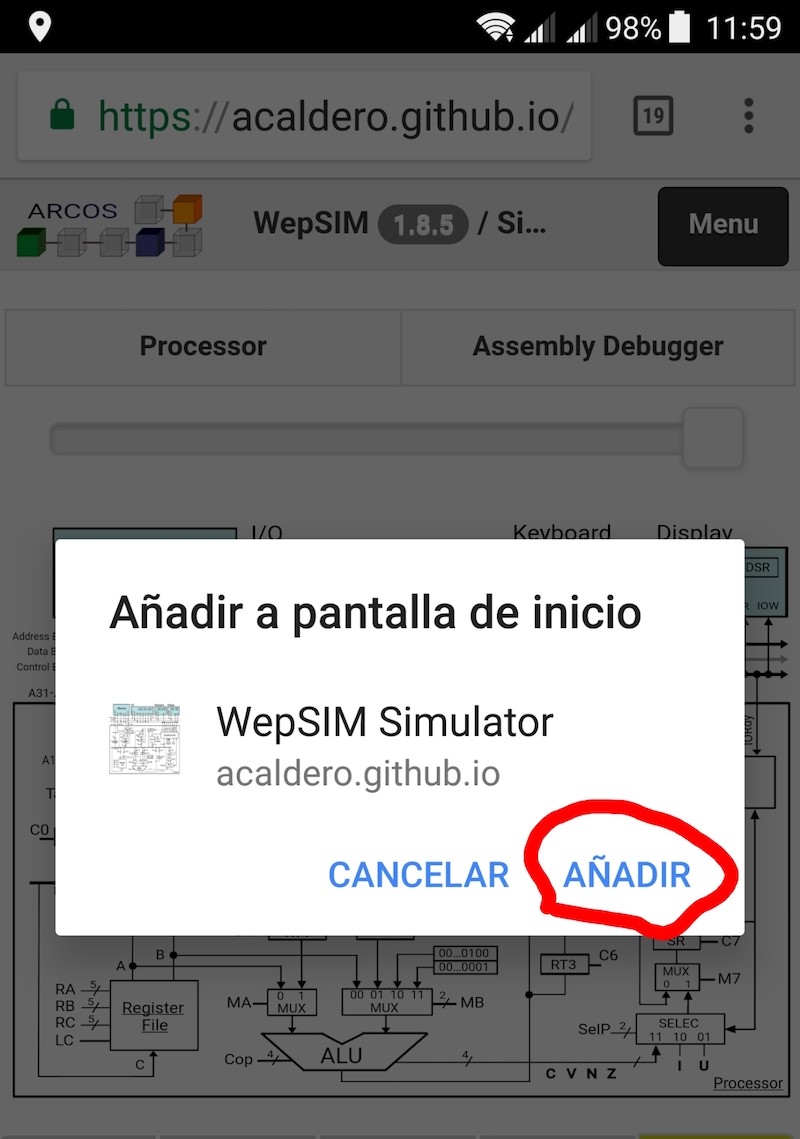 98% 11:59
https://acaldero.github.io/ 19
ARCOS WepSIM 1.8.5 / Si... Menu
Processor Assembly Debugger
I/O Keyboard Display
DSR
IOW
Address
Data
Control
A31-
IORdy
A1
C0
Añadir a pantalla de inicio
WepSIM Simulator
acaldero.github.io
CANCELAR AÑADIR
SR C7
B 00...0100 C6
A 00...0001 RT3
MUX
0 1 M7
RA 5
RB 5
RC 5
LC
Register
File
MA 0 1
MUX
00 01 10 11
MUX
2 MB
SelP 2 SELEC
11 10 01
Cop 4 ALU 4
C
C V N Z I U
Processor